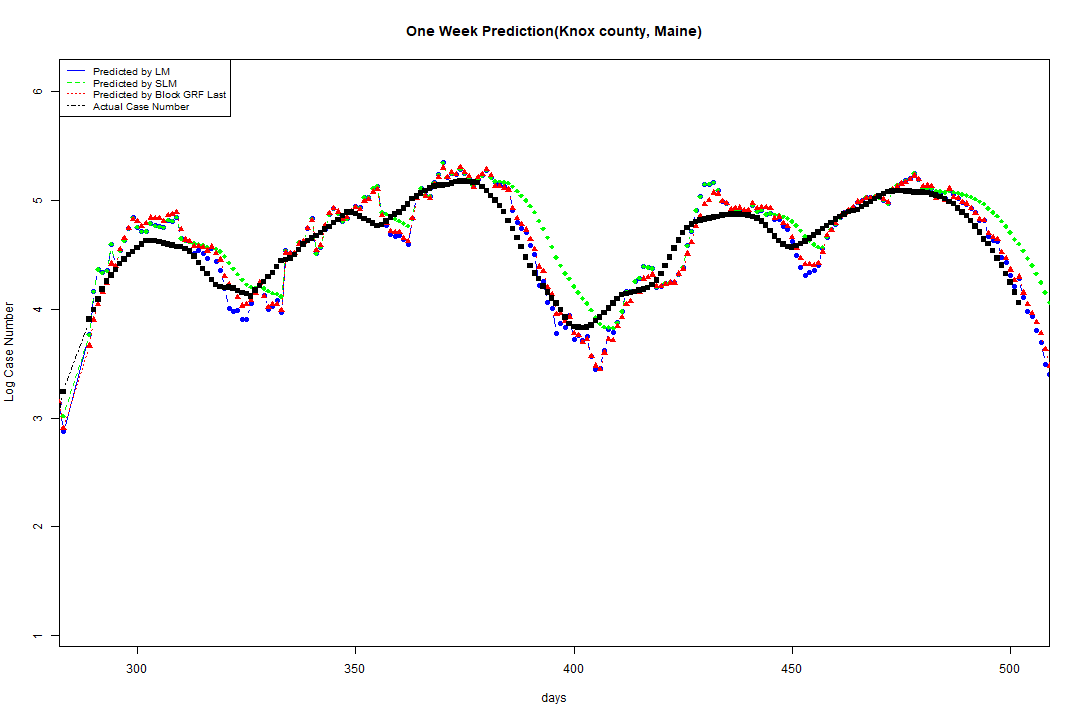 One Week Prediction(Knox county, Maine)
Predicted by LM
Predicted by SLM
Predicted by Block GRF Last
Actual Case Number
6
5
4
3
2
1
Log Case Number
300
350
400
450
500
days